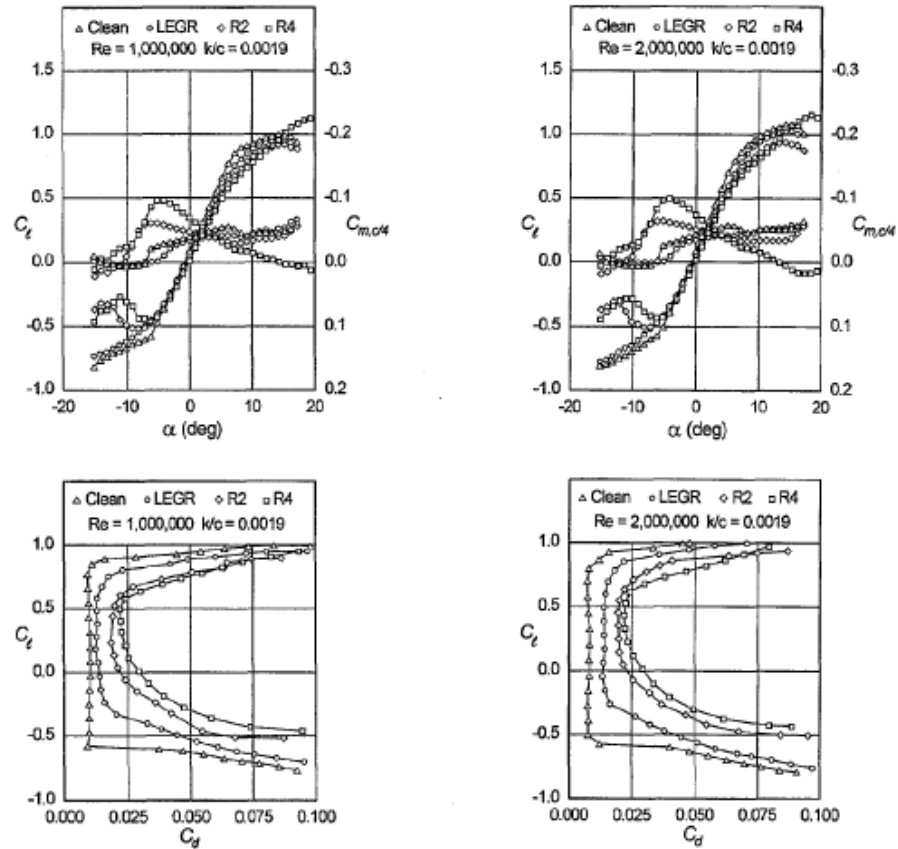 △ Clean ○ LEGR ◇ R2 □ R4
Re = 1,000,000 k/c = 0.0019
1.5
1.0
0.5
0.0
-0.5
-1.0
Cℓ
-0.3
-0.2
-0.1
0.0
0.1
0.2
Cm,c/4
-20 -10 0 10 20
α (deg)
△ Clean ○ LEGR ◇ R2 □ R4
Re = 2,000,000 k/c = 0.0019
1.5
1.0
0.5
0.0
-0.5
-1.0
Cℓ
-0.3
-0.2
-0.1
0.0
0.1
0.2
Cm,c/4
-20 -10 0 10 20
α (deg)
△ Clean ○ LEGR ◇ R2 □ R4
Re = 1,000,000 k/c = 0.0019
1.0
0.5
0.0
-0.5
-1.0
Cℓ
0.000 0.025 0.050 0.075 0.100
Cd
△ Clean ○ LEGR ◇ R2 □ R4
Re = 2,000,000 k/c = 0.0019
1.0
0.5
0.0
-0.5
-1.0
Cℓ
0.000 0.025 0.050 0.075 0.100
Cd